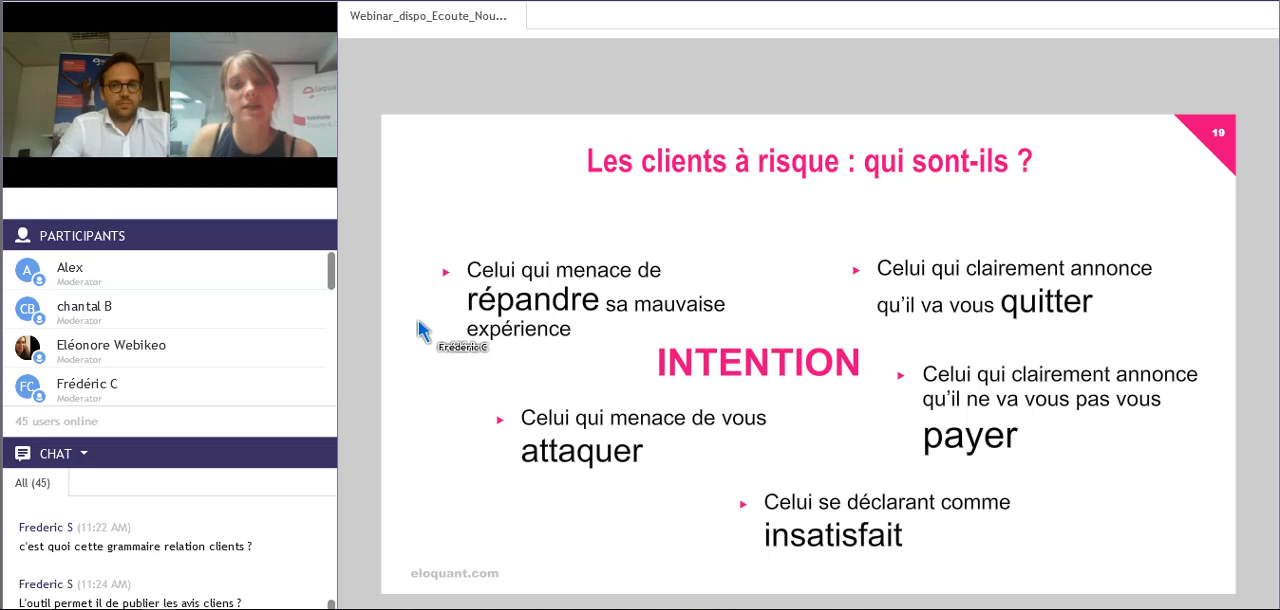 Webinar_dispo_Ecoute_Nou...
PARTICIPANTS
A
Alex
Moderator
CB
chantal B
Moderator
Eléonore Webikeo
Moderator
FC
Frédéric C
Moderator
45 users online
CHAT
All (45)
Frederic S (11:22 AM)
c'est quoi cette grammaire relation clients ?
Frederic S (11:24 AM)
L'outil permet il de publier les avis cliens ?
19
Les clients à risque : qui sont-ils ?
Celui qui menace de
répandre sa mauvaise
expérience
Frédéric C
Celui qui clairement annonce
qu'il va vous quitter
INTENTION
Celui qui clairement annonce
qu'il ne va vous pas vous
payer
Celui qui menace de vous
attaquer
Celui se déclarant comme
insatisfait
eloquant.com